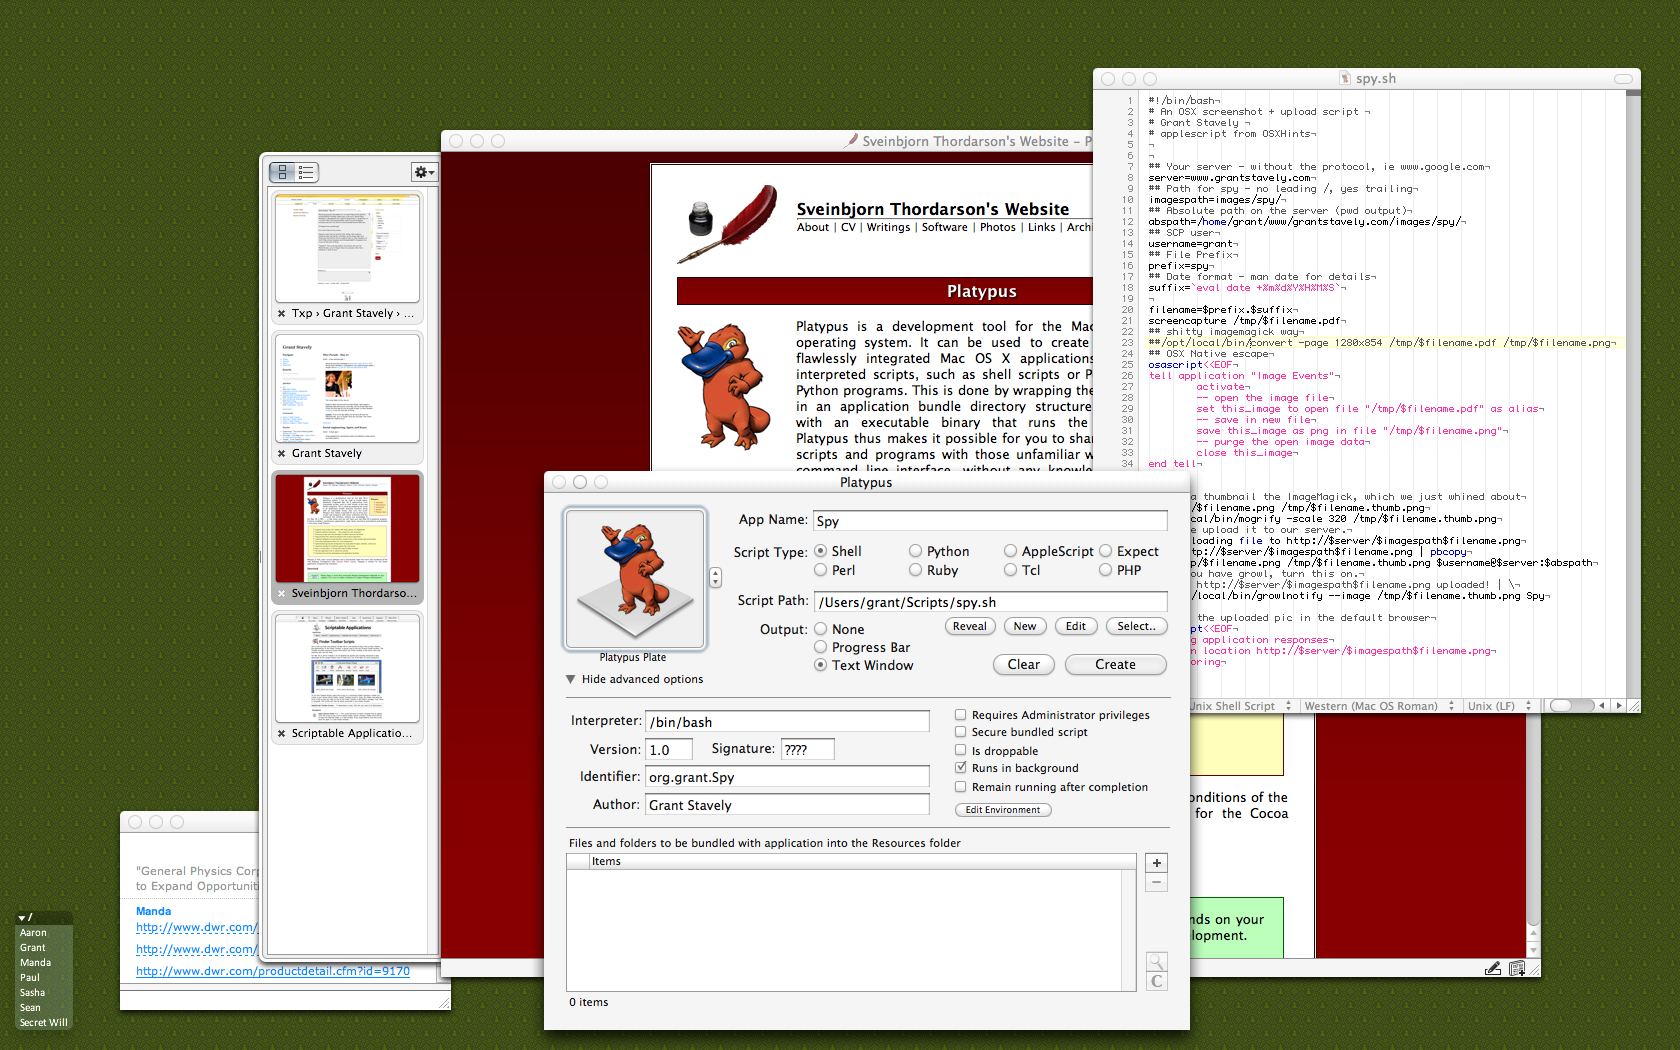 spy.sh
1 #!/bin/bash¬
2 # An OSX screenshot + upload script ¬
3 # Grant Stavely ¬
4 # applescript from OSXHints¬
5 ¬
6 ¬
7 ## Your server - without the protocol, ie www.google.com¬
8 server=www.grantstavely.com¬
9 ## Path for spy - no leading /, yes trailing¬
10 imagespath=images/spy/¬
11 ## Absolute path on the server (pwd output)¬
12 abspath=/home/grant/www/grantstavely.com/images/spy/¬
13 ## SCP user¬
14 username=grant¬
15 ## File Prefix¬
16 prefix=spy¬
17 ## Date format - man date for details¬
18 suffix=`eval date +%m%d%Y%H%M%S`¬
19 ¬
20 filename=$prefix.$suffix¬
21 screencapture /tmp/$filename.pdf¬
22 ## shitty imagemagick way¬
23 ##/opt/local/bin/convert -page 1280x854 /tmp/$filename.pdf /tmp/$filename.png¬
24 ## OSX Native escape¬
25 osascript<<EOF¬
26 tell application "Image Events"¬
27 activate¬
28 -- open the image file¬
29 set this_image to open file "/tmp/$filename.pdf" as alias¬
30 -- save in new file¬
31 save this_image as png in file "/tmp/$filename.png"¬
32 -- purge the open image data¬
33 close this_image¬
34 end tell¬
a thumbnail the ImageMagick, which we just whined about¬
/tmp/$filename.png /tmp/$filename.thumb.png¬
cal/bin/mogrify -scale 320 /tmp/$filename.thumb.png¬
e upload it to our server.¬
loading file to http://$server/$imagespath$filename.png¬
tp://$server/$imagespath$filename.png | pbcopy¬
p/$filename.png /tmp/$filename.thumb.png $username@$server:$abspath¬
ou have growl, turn this on.¬
http://$server/$imagespath$filename.png uploaded! | \¬
/local/bin/growlnotify --image /tmp/$filename.thumb.png Spy¬
the uploaded pic in the default browser¬
pt<<EOF¬
g application responses¬
n location http://$server/$imagespath$filename.png¬
oring¬
Unix Shell Script Western (Mac OS Roman) Unix (LF)
Sveinbjorn Thordarson's Website – P
Sveinbjorn Thordarson's Website
About | CV | Writings | Software | Photos | Links | Archi
Platypus
Platypus is a development tool for the Mac
operating system. It can be used to create
flawlessly integrated Mac OS X applications
interpreted scripts, such as shell scripts or P
Python programs. This is done by wrapping the
in an application bundle directory structure
with an executable binary that runs the
Platypus thus makes it possible for you to shar
scripts and programs with those unfamiliar w
command line interface, without any knowle
onditions of the
for the Cocoa
nds on your
lopment.
Txp › Grant Stavely › ...
Grant Stavely
Sveinbjorn Thordarso...
Scriptable Applicatio...
Platypus
App Name: Spy
Script Type: Shell Python AppleScript Expect
Perl Ruby Tcl PHP
Script Path: /Users/grant/Scripts/spy.sh
Reveal New Edit Select..
Output: None
Progress Bar
Text Window
Clear Create
Platypus Plate
Hide advanced options
Interpreter: /bin/bash
Version: 1.0 Signature: ????
Identifier: org.grant.Spy
Author: Grant Stavely
Requires Administrator privileges
Secure bundled script
Is droppable
Runs in background
Remain running after completion
Edit Environment
Files and folders to be bundled with application into the Resources folder
Items
0 items
"General Physics Corp
to Expand Opportuniti
Manda
http://www.dwr.com/
http://www.dwr.com/
http://www.dwr.com/productdetail.cfm?id=9170
/
Aaron
Grant
Manda
Paul
Sasha
Sean
Secret Will